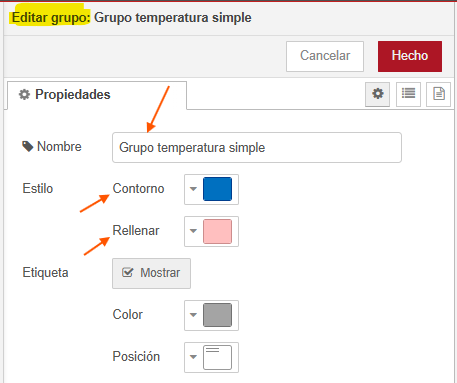 Editar grupo: Grupo temperatura simple
Cancelar
Hecho
Propiedades
Nombre
Grupo temperatura simple
Estilo
Contorno
Rellenar
Etiqueta
Mostrar
Color
Posición